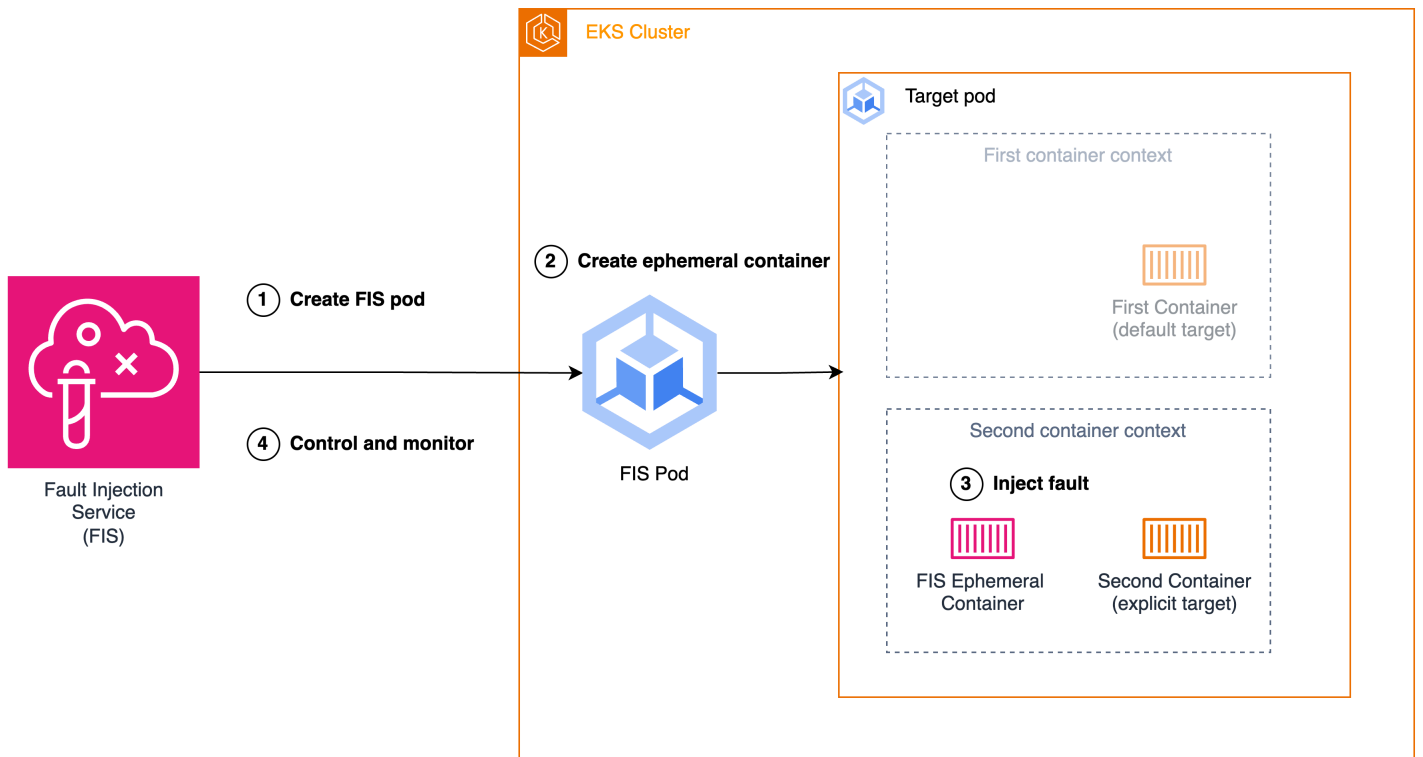 EKS Cluster
Target pod
First container context
First Container
(default target)
2 Create ephemeral container
1 Create FIS pod
4 Control and monitor
Fault Injection
Service
(FIS)
FIS Pod
Second container context
3 Inject fault
FIS Ephemeral
Container
Second Container
(explicit target)
K